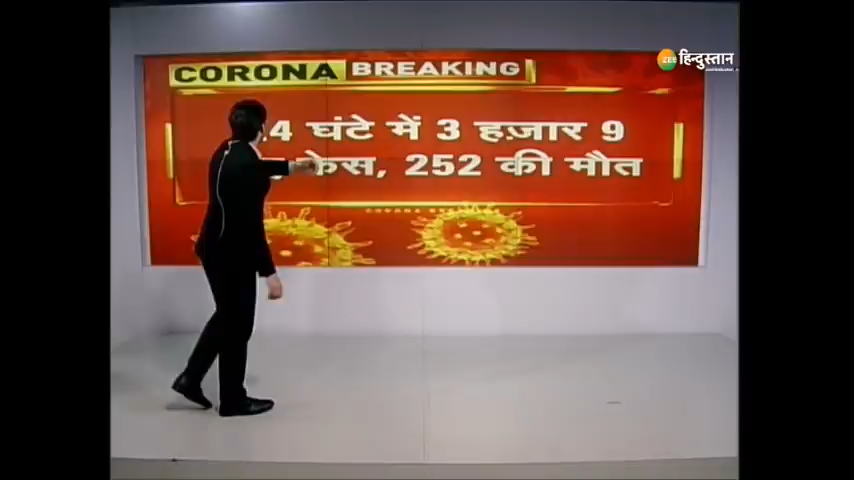 CORONA BREAKING
ZEE हिन्दुस्तान
4 घंटे में 3 हज़ार 9
केस, 252 की मौत